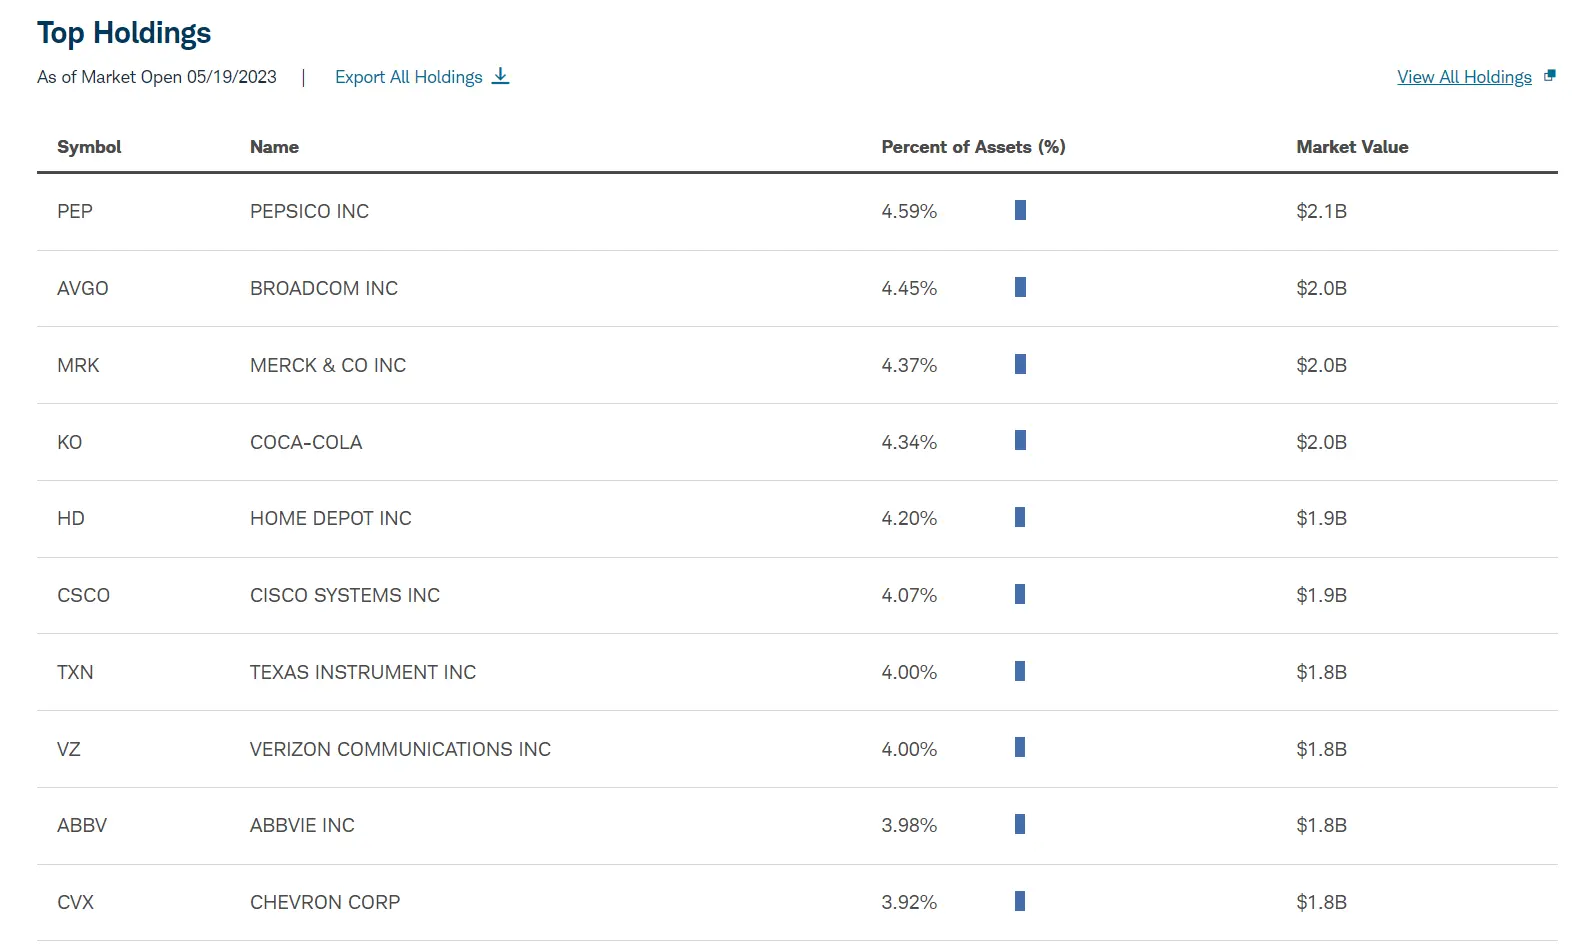 Top Holdings
As of Market Open 05/19/2023 | Export All Holdings View All Holdings
Symbol Name Percent of Assets (%) Market Value
PEP PEPSICO INC 4.59% $2.1B
AVGO BROADCOM INC 4.45% $2.0B
MRK MERCK & CO INC 4.37% $2.0B
KO COCA-COLA 4.34% $2.0B
HD HOME DEPOT INC 4.20% $1.9B
CSCO CISCO SYSTEMS INC 4.07% $1.9B
TXN TEXAS INSTRUMENT INC 4.00% $1.8B
VZ VERIZON COMMUNICATIONS INC 4.00% $1.8B
ABBV ABBVIE INC 3.98% $1.8B
CVX CHEVRON CORP 3.92% $1.8B